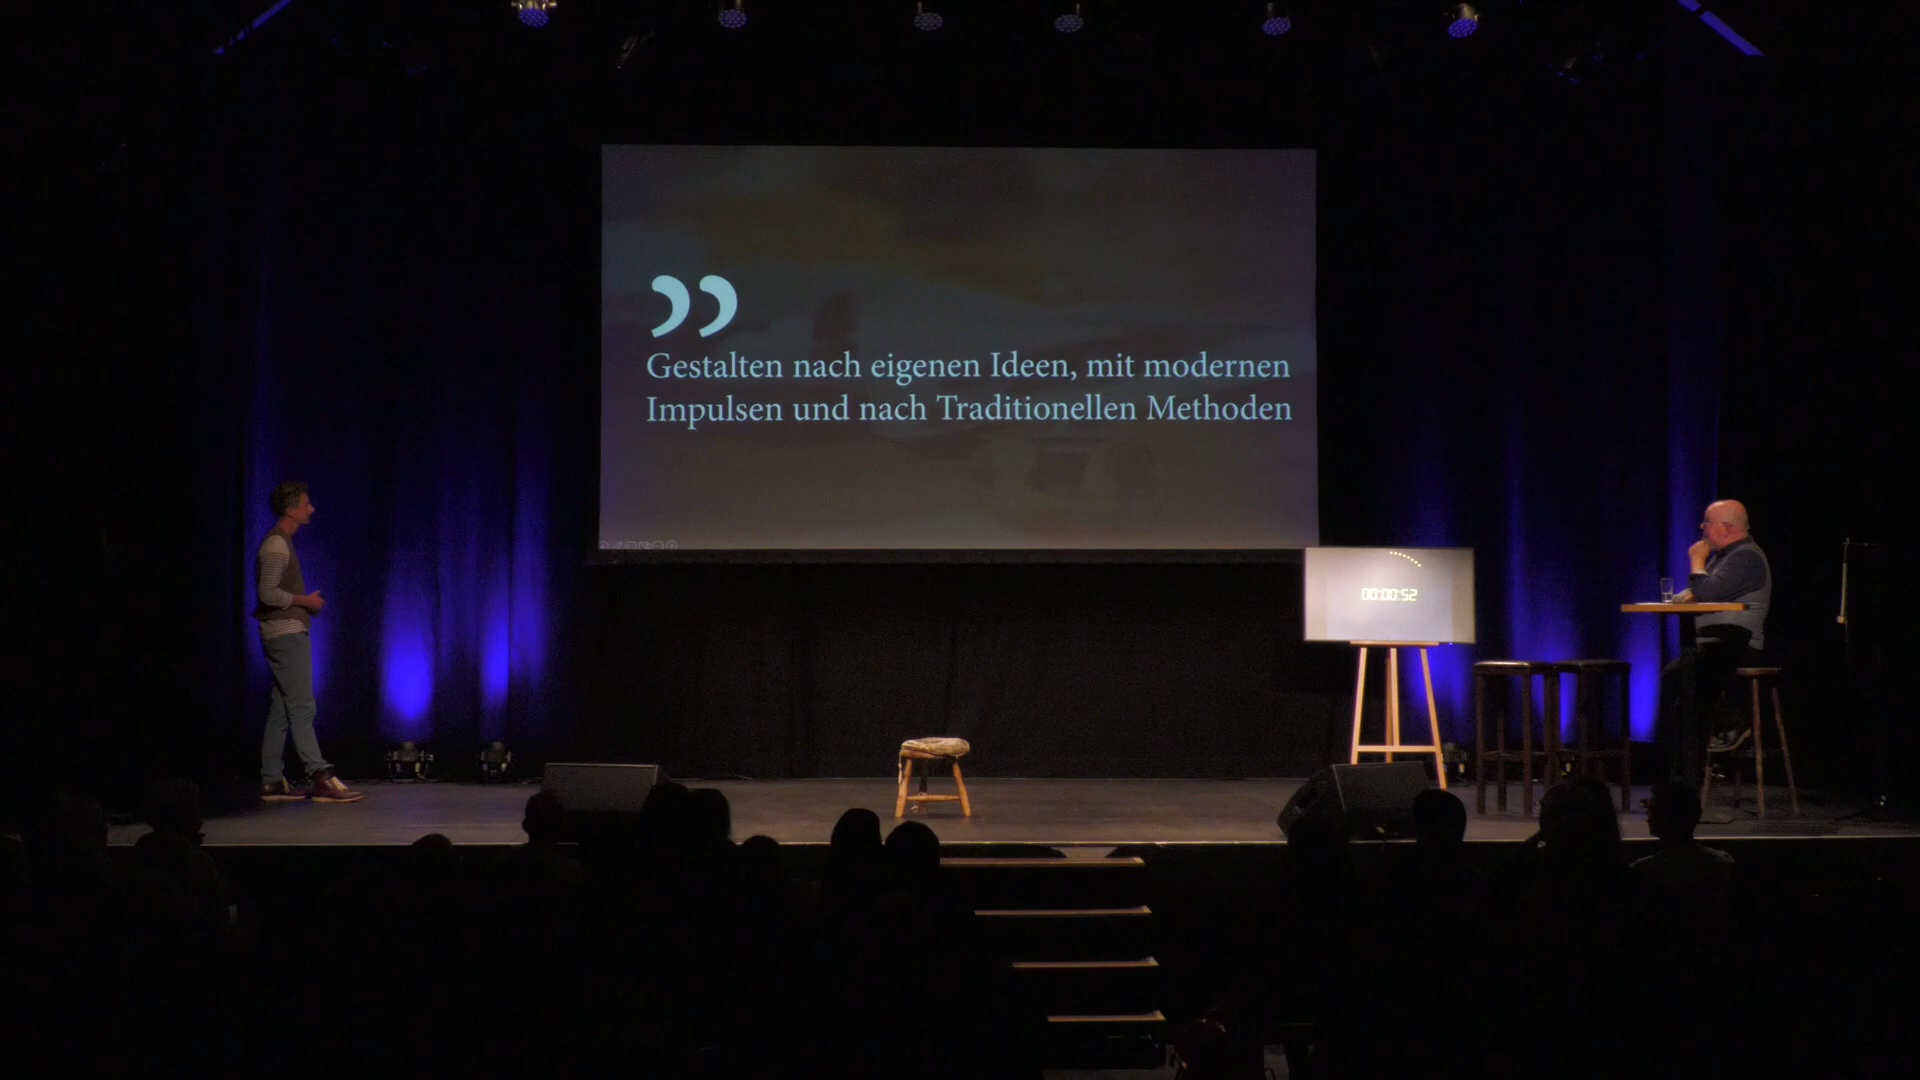 ”
Gestalten nach eigenen Ideen, mit modernen
Impulsen und nach Traditionellen Methoden
00:00:52